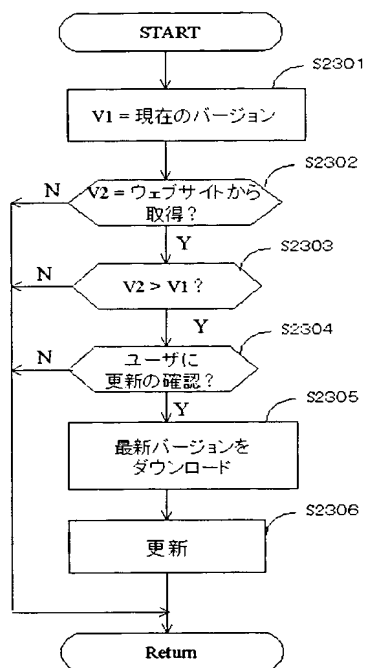 START
S2301
V1 = 現在のバージョン
S2302
N
V2 = ウェブサイトから
取得？
Y
S2303
N
V2 > V1 ?
Y
S2304
N
ユーザに
更新の確認？
Y
S2305
最新バージョンを
ダウンロード
S2306
更新
Return